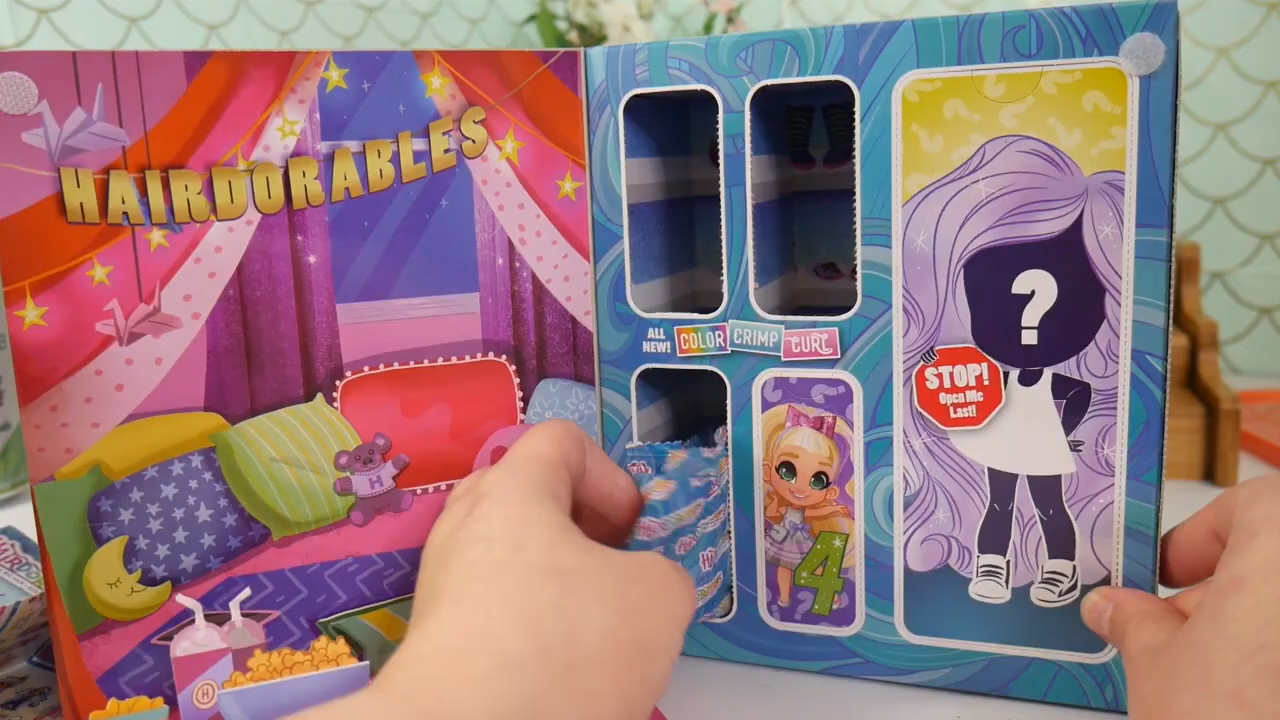 HAIRDORABLES
H
H
ALL
NEW!
COLOR CRIMP CURL
4
?
STOP!
Open Me
Last!